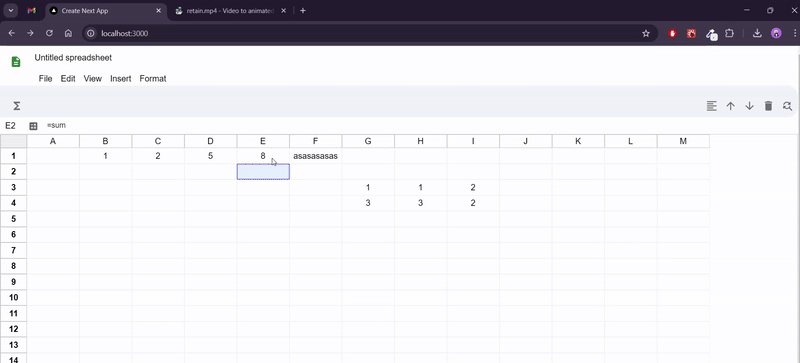 Create Next App
retain.mp4 - Video to animated
localhost:3000
Untitled spreadsheet
File Edit View Insert Format
Σ
E2 =sum
A B C D E F G H I J K L M
1 1 2 5 8 asasasasas
2
3 1 1 2
4 3 3 2
5
6
7
8
9
10
11
12
13
14